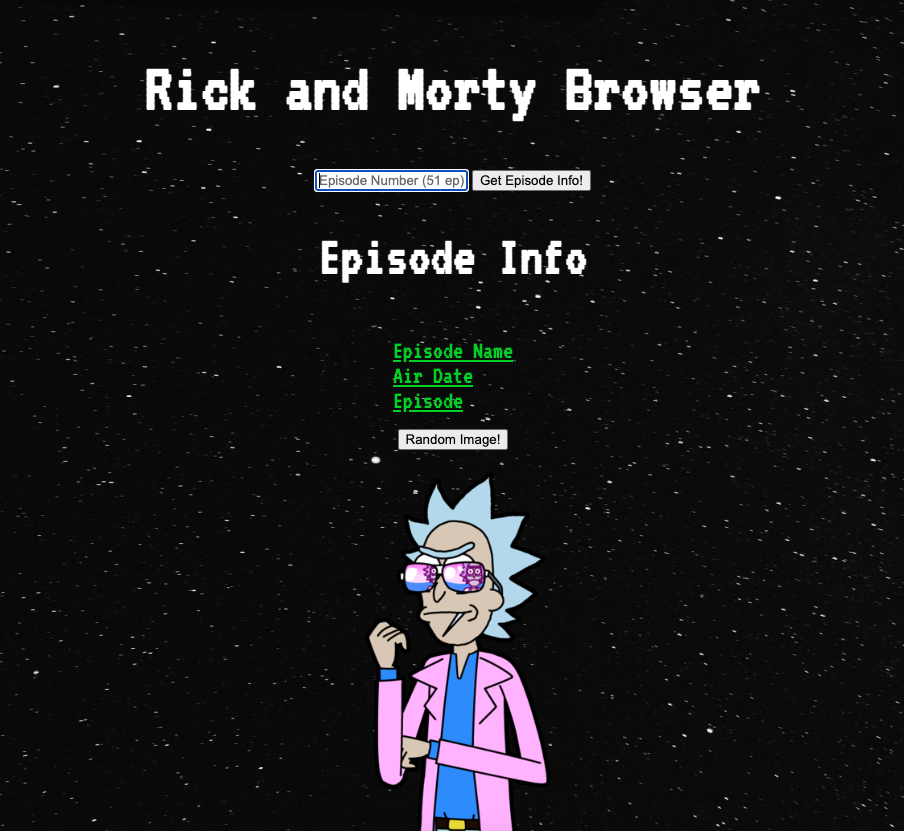 Rick and Morty Browser
Episode Number (51 ep) Get Episode Info!
Episode Info
Episode Name
Air Date
Episode
Random Image!